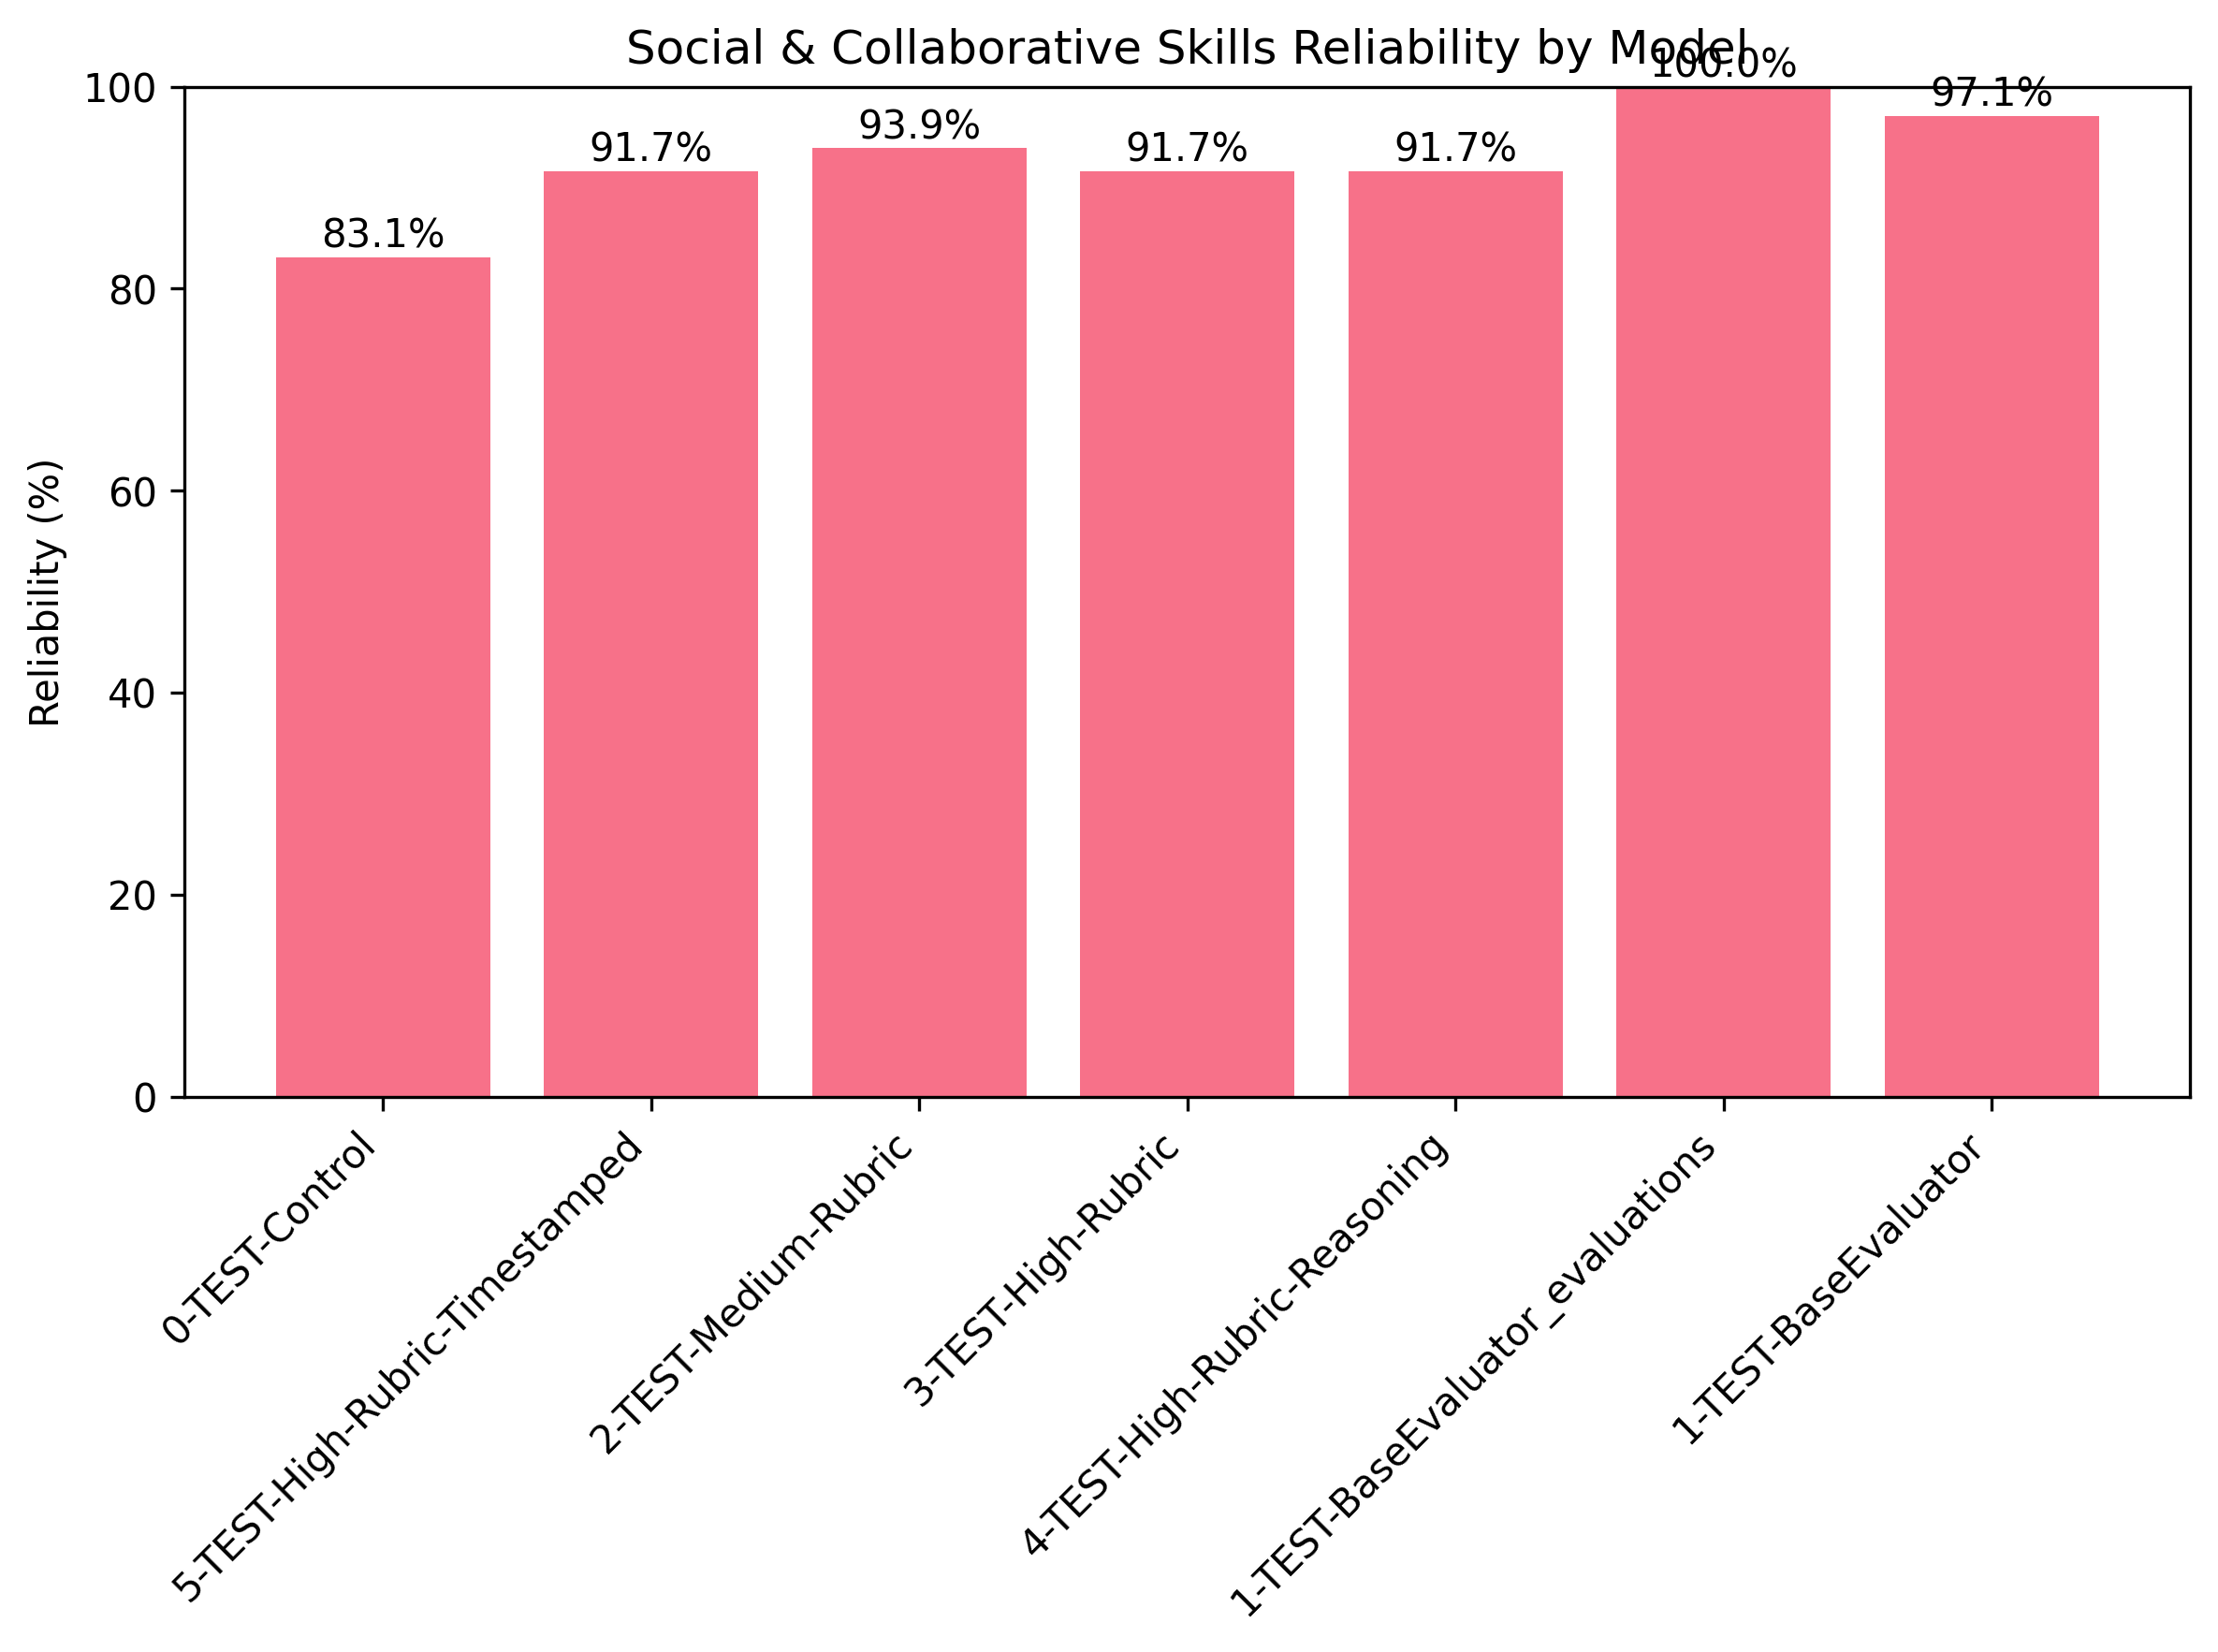 Social & Collaborative Skills Reliability by Model
Reliability (%)
100
80
60
40
20
0
83.1%
91.7%
93.9%
91.7%
91.7%
100.0%
97.1%
0-TEST-Control
5-TEST-High-Rubric-Timestamped
2-TEST-Medium-Rubric
3-TEST-High-Rubric
4-TEST-High-Rubric-Reasoning
1-TEST-BaseEvaluator_evaluations
1-TEST-BaseEvaluator